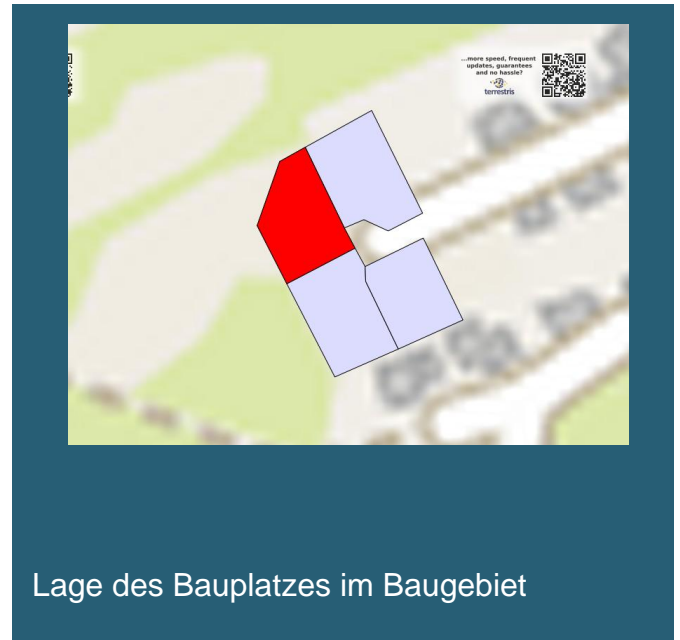 ...more speed, frequent
updates, guarantees
and no hassle?
terrestris
Lage des Bauplatzes im Baugebiet